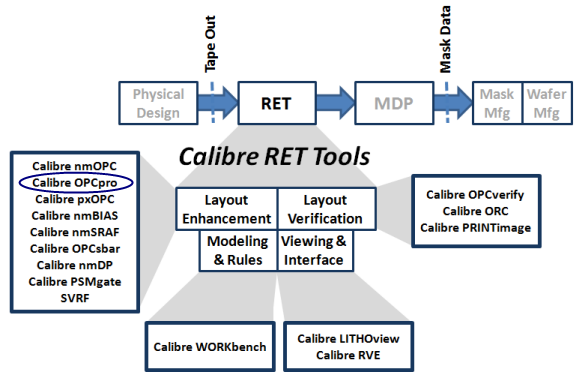 Tape Out
Mask Data
Physical
Design
RET
MDP
Mask
Mfg
Wafer
Mfg
Calibre RET Tools
Calibre nmOPC
Calibre OPCpro
Calibre pxOPC
Calibre nmBIAS
Calibre nmSRAF
Calibre OPCsbar
Calibre nmDP
Calibre PSMgate
SVRF
Layout
Enhancement
Layout
Verification
Modeling
& Rules
Viewing &
Interface
Calibre OPCverify
Calibre ORC
Calibre PRINTimage
Calibre WORKbench
Calibre LITHOview
Calibre RVE